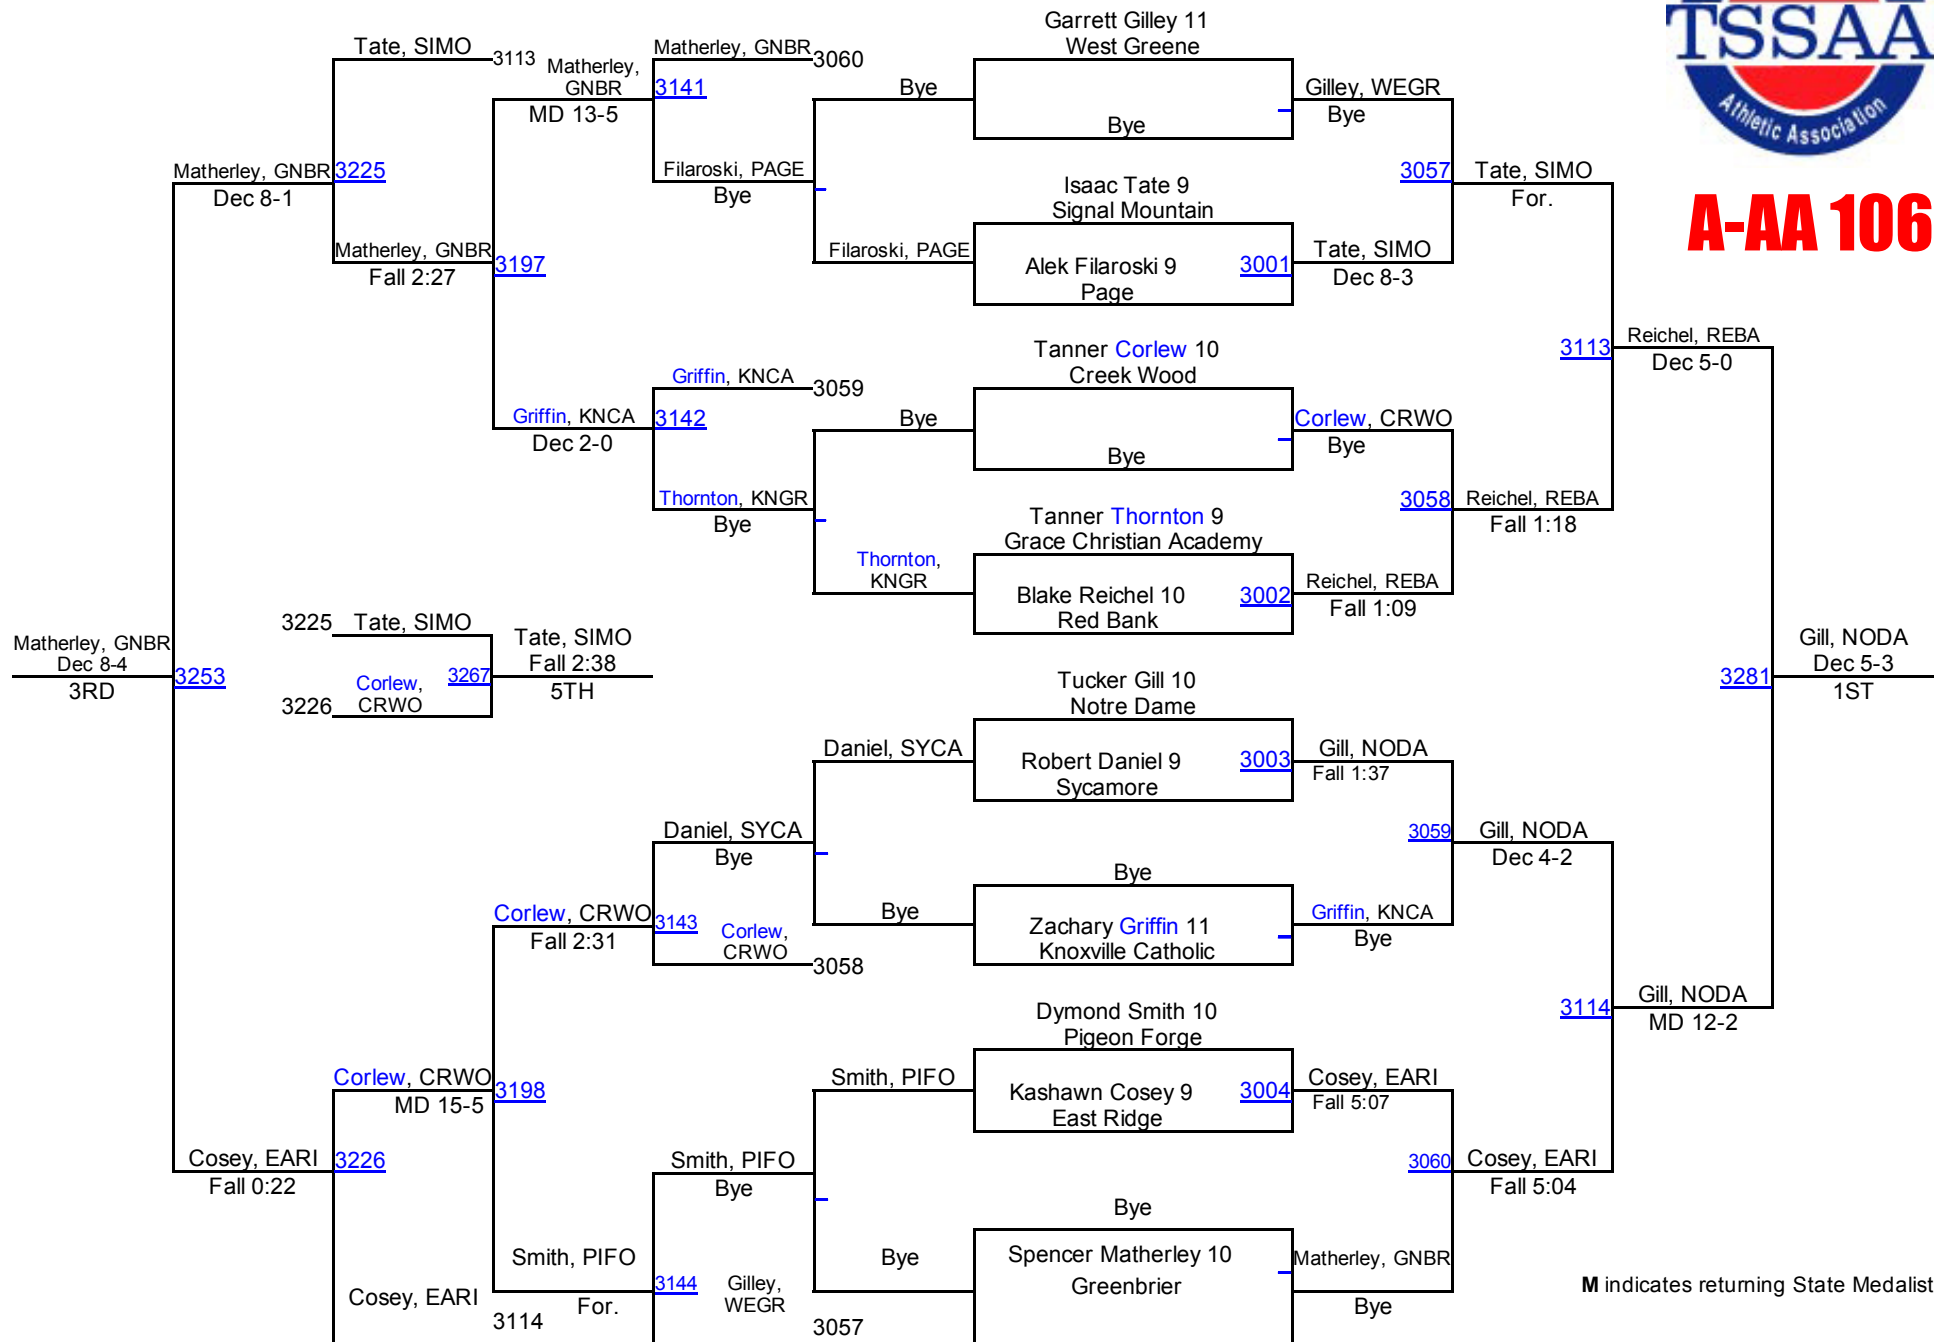 Garrett Gilley 11
West Greene
TSSAA
Athletic Association
A-AA 106
Tate, SIMO
3113
Matherley,
GNBR
MD 13-5
Matherley, GNBR
3060
3141
Bye
Bye
Gilley, WEGR
Bye
Matherley, GNBR
3225
Dec 8-1
Filaroski, PAGE
Bye
Isaac Tate 9
Signal Mountain
3057
Tate, SIMO
For.
Matherley, GNBR
3197
Fall 2:27
Filaroski, PAGE
Alek Filaroski 9
Page
3001
Tate, SIMO
Dec 8-3
Tanner Corlew 10
Creek Wood
3113
Reichel, REBA
Dec 5-0
Griffin, KNCA
3059
Griffin, KNCA
3142
Dec 2-0
Bye
Bye
Corlew, CRWO
Bye
Thornton, KNGR
Bye
Tanner Thornton 9
Grace Christian Academy
3058
Reichel, REBA
Fall 1:18
Thornton,
KNGR
Blake Reichel 10
Red Bank
3002
Reichel, REBA
Fall 1:09
3225
Tate, SIMO
Matherley, GNBR
Dec 8-4
3RD
3253
Corlew,
CRWO
3226
3267
Tate, SIMO
Fall 2:38
5TH
Tucker Gill 10
Notre Dame
3281
Gill, NODA
Dec 5-3
1ST
Daniel, SYCA
Robert Daniel 9
Sycamore
3003
Gill, NODA
Fall 1:37
Daniel, SYCA
Bye
3059
Gill, NODA
Dec 4-2
Bye
Corlew, CRWO
3143
Fall 2:31
Corlew,
CRWO
3058
Bye
Zachary Griffin 11
Knoxville Catholic
Griffin, KNCA
Bye
Dymond Smith 10
Pigeon Forge
3114
Gill, NODA
MD 12-2
Corlew, CRWO
3198
MD 15-5
Smith, PIFO
Kashawn Cosey 9
East Ridge
3004
Cosey, EARI
Fall 5:07
Cosey, EARI
3226
Fall 0:22
Smith, PIFO
Bye
3060
Cosey, EARI
Fall 5:04
Bye
Smith, PIFO
For.
3144
Gilley,
WEGR
3057
Bye
Spencer Matherley 10
Greenbrier
Matherley, GNBR
Bye
Cosey, EARI
3114
M indicates returning State Medalist